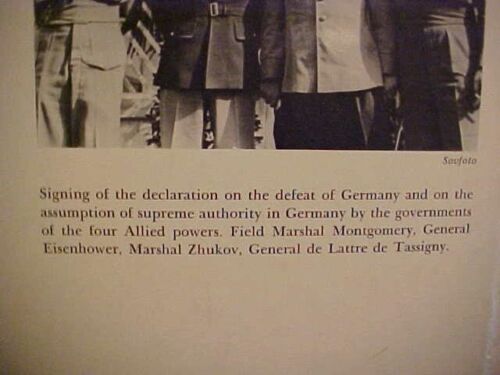 Sovfoto
Signing of the declaration on the defeat of Germany and on the
assumption of supreme authority in Germany by the governments
of the four Allied powers. Field Marshal Montgomery, General
Eisenhower, Marshal Zhukov, General de Lattre de Tassigny.